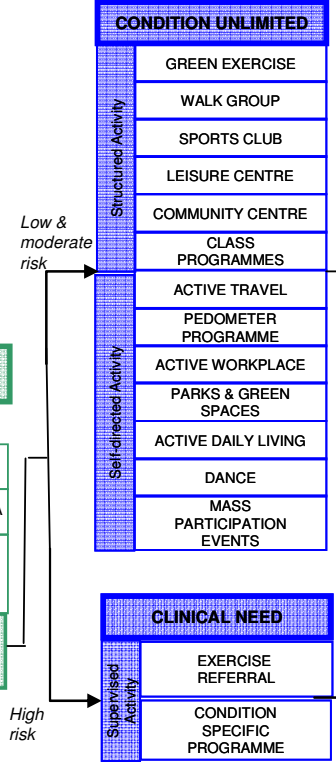 CONDITION UNLIMITED
Structured Activity
GREEN EXERCISE
WALK GROUP
SPORTS CLUB
LEISURE CENTRE
COMMUNITY CENTRE
CLASS
PROGRAMMES
Low &
moderate
risk
Self-directed Activity
ACTIVE TRAVEL
PEDOMETER
PROGRAMME
ACTIVE WORKPLACE
PARKS & GREEN
SPACES
ACTIVE DAILY LIVING
DANCE
MASS
PARTICIPATION
EVENTS
A
CLINICAL NEED
Supervised
Activity
EXERCISE
REFERRAL
CONDITION
SPECIFIC
PROGRAMME
High
risk